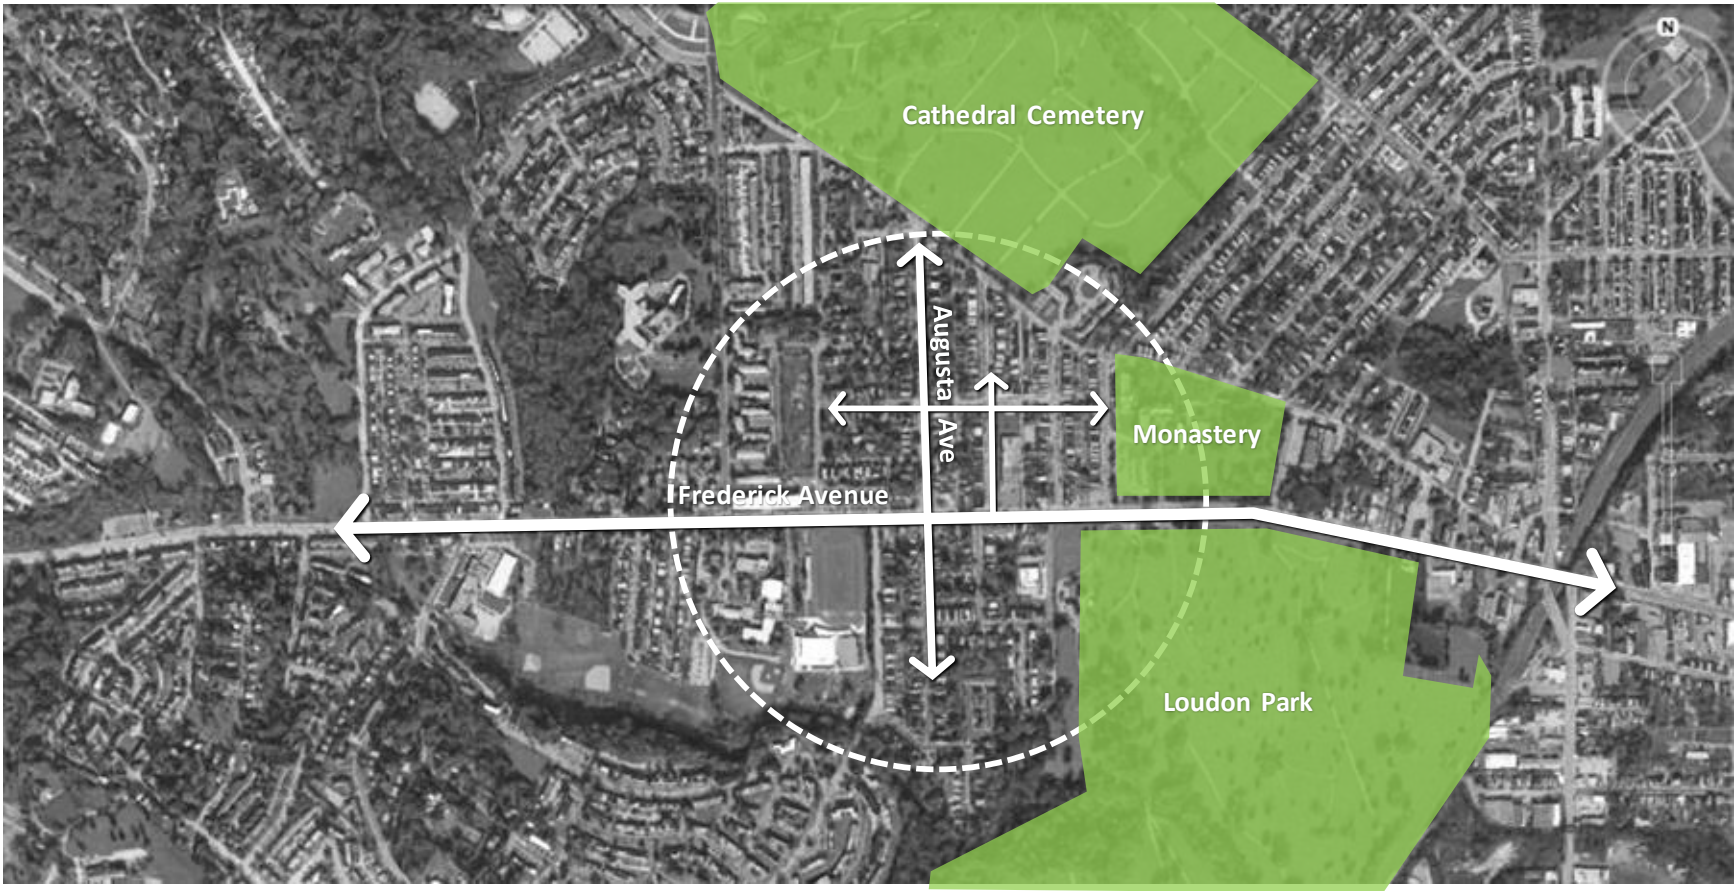 N
Cathedral Cemetery
Augusta Ave
Monastery
Frederick Avenue
Loudon Park